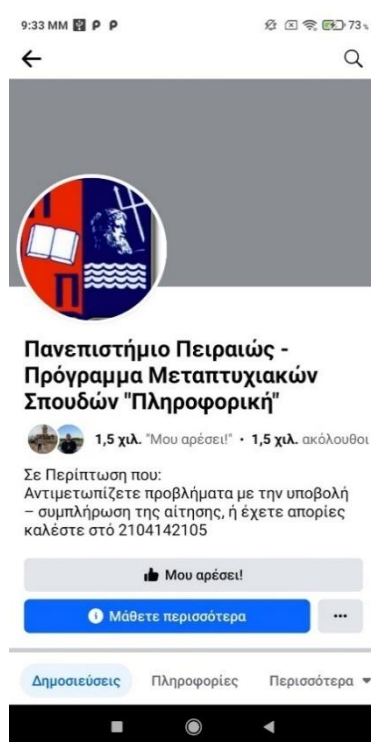 9:33 ΜΜ
73%
Πανεπιστήμιο Πειραιώς -
Πρόγραμμα Μεταπτυχιακών
Σπουδών "Πληροφορική"
1,5 χιλ. "Μου αρέσει!" • 1,5 χιλ. ακόλουθοι
Σε Περίπτωση που:
Αντιμετωπίζετε προβλήματα με την υποβολή
– συμπλήρωση της αίτησης, ή έχετε απορίες
καλέστε στό 2104142105
Μου αρέσει!
Μάθετε περισσότερα
Δημοσιεύσεις Πληροφορίες Περισσότερα